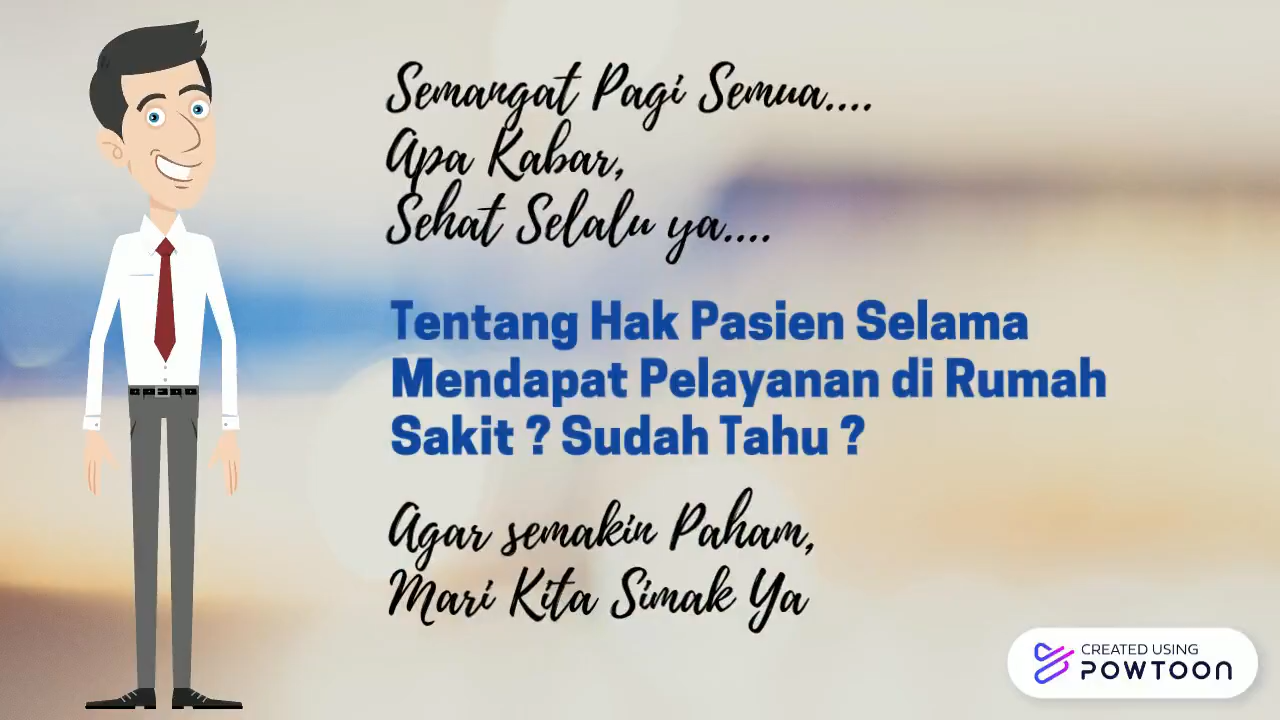 Semangat Pagi Semua....
Apa Kabar,
Sehat Selalu ya....
Tentang Hak Pasien Selama
Mendapat Pelayanan di Rumah
Sakit ? Sudah Tahu ?
Agar semakin Paham,
Mari Kita Simak Ya
CREATED USING
POWTOON